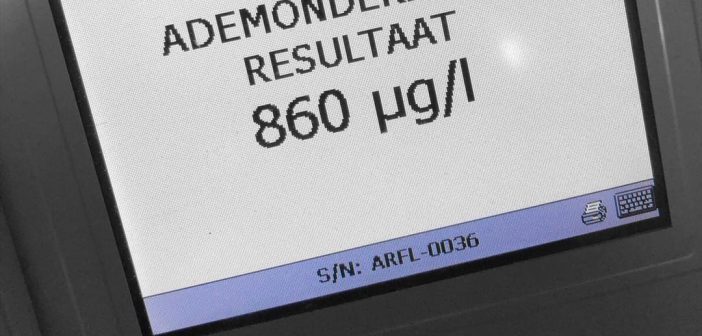 RESULTAAT
860 µg/l
S/N: ARFL-0036